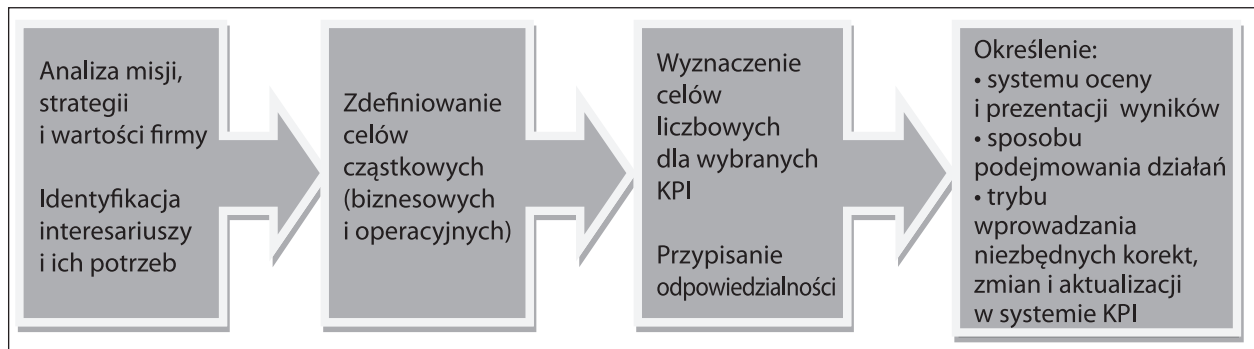 Analiza misji,
strategii
i wartości firmy
Identyfikacja
interesariuszy
i ich potrzeb
Zdefiniowanie
celów
cząstkowych
(biznesowych
i operacyjnych)
Wyznaczenie
celów
liczbowych
dla wybranych
KPI
Przypisanie
odpowiedzialności
Określenie:
• systemu oceny
i prezentacji wyników
• sposobu
podejmowania działań
• trybu
wprowadzania
niezbędnych korekt,
zmian i aktualizacji
w systemie KPI